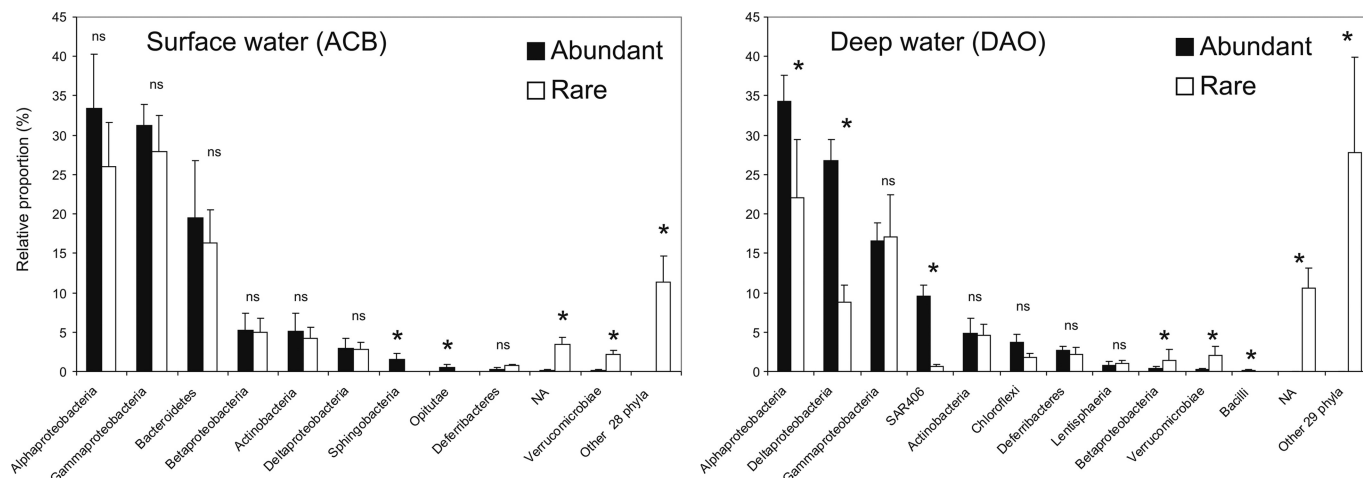 Surface water (ACB)
Abundant
Rare
Relative proportion (%)
45
40
35
30
25
20
15
10
5
0
ns
ns
ns
ns
ns
ns
*
*
ns
*
*
*
Alphaproteobacteria
Gammaproteobacteria
Bacteroidetes
Betaproteobacteria
Actinobacteria
Deltaproteobacteria
Sphingobacteria
Opitutae
Deferribacteres
NA
Verrucomicrobiae
Other 28 phyla
Deep water (DAO)
Abundant
Rare
45
40
35
30
25
20
15
10
5
0
*
*
ns
*
ns
ns
ns
ns
*
*
*
*
*
Alphaproteobacteria
Deltaproteobacteria
Gammaproteobacteria
SAR406
Actinobacteria
Chloroflexi
Deferribacteres
Lentisphaeria
Betaproteobacteria
Verrucomicrobiae
Bacilli
NA
Other 29 phyla